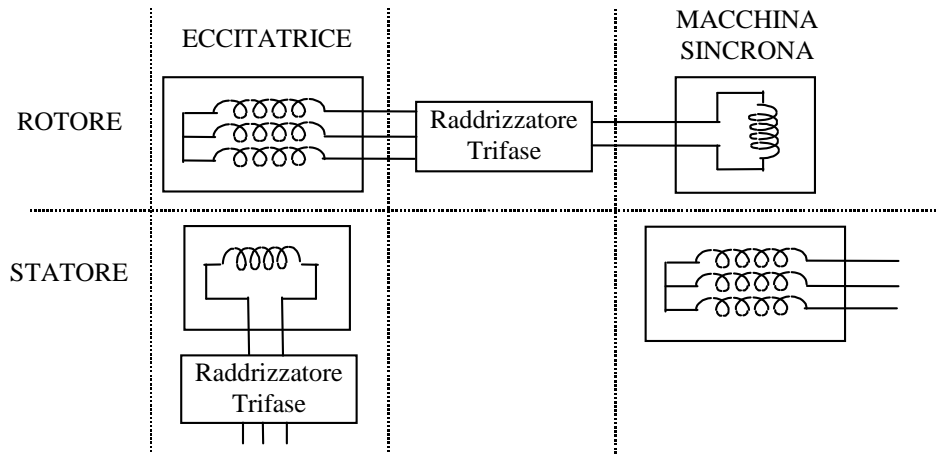 ECCITATRICE
MACCHINA
SINCRONA
ROTORE
Raddrizzatore
Trifase
STATORE
Raddrizzatore
Trifase